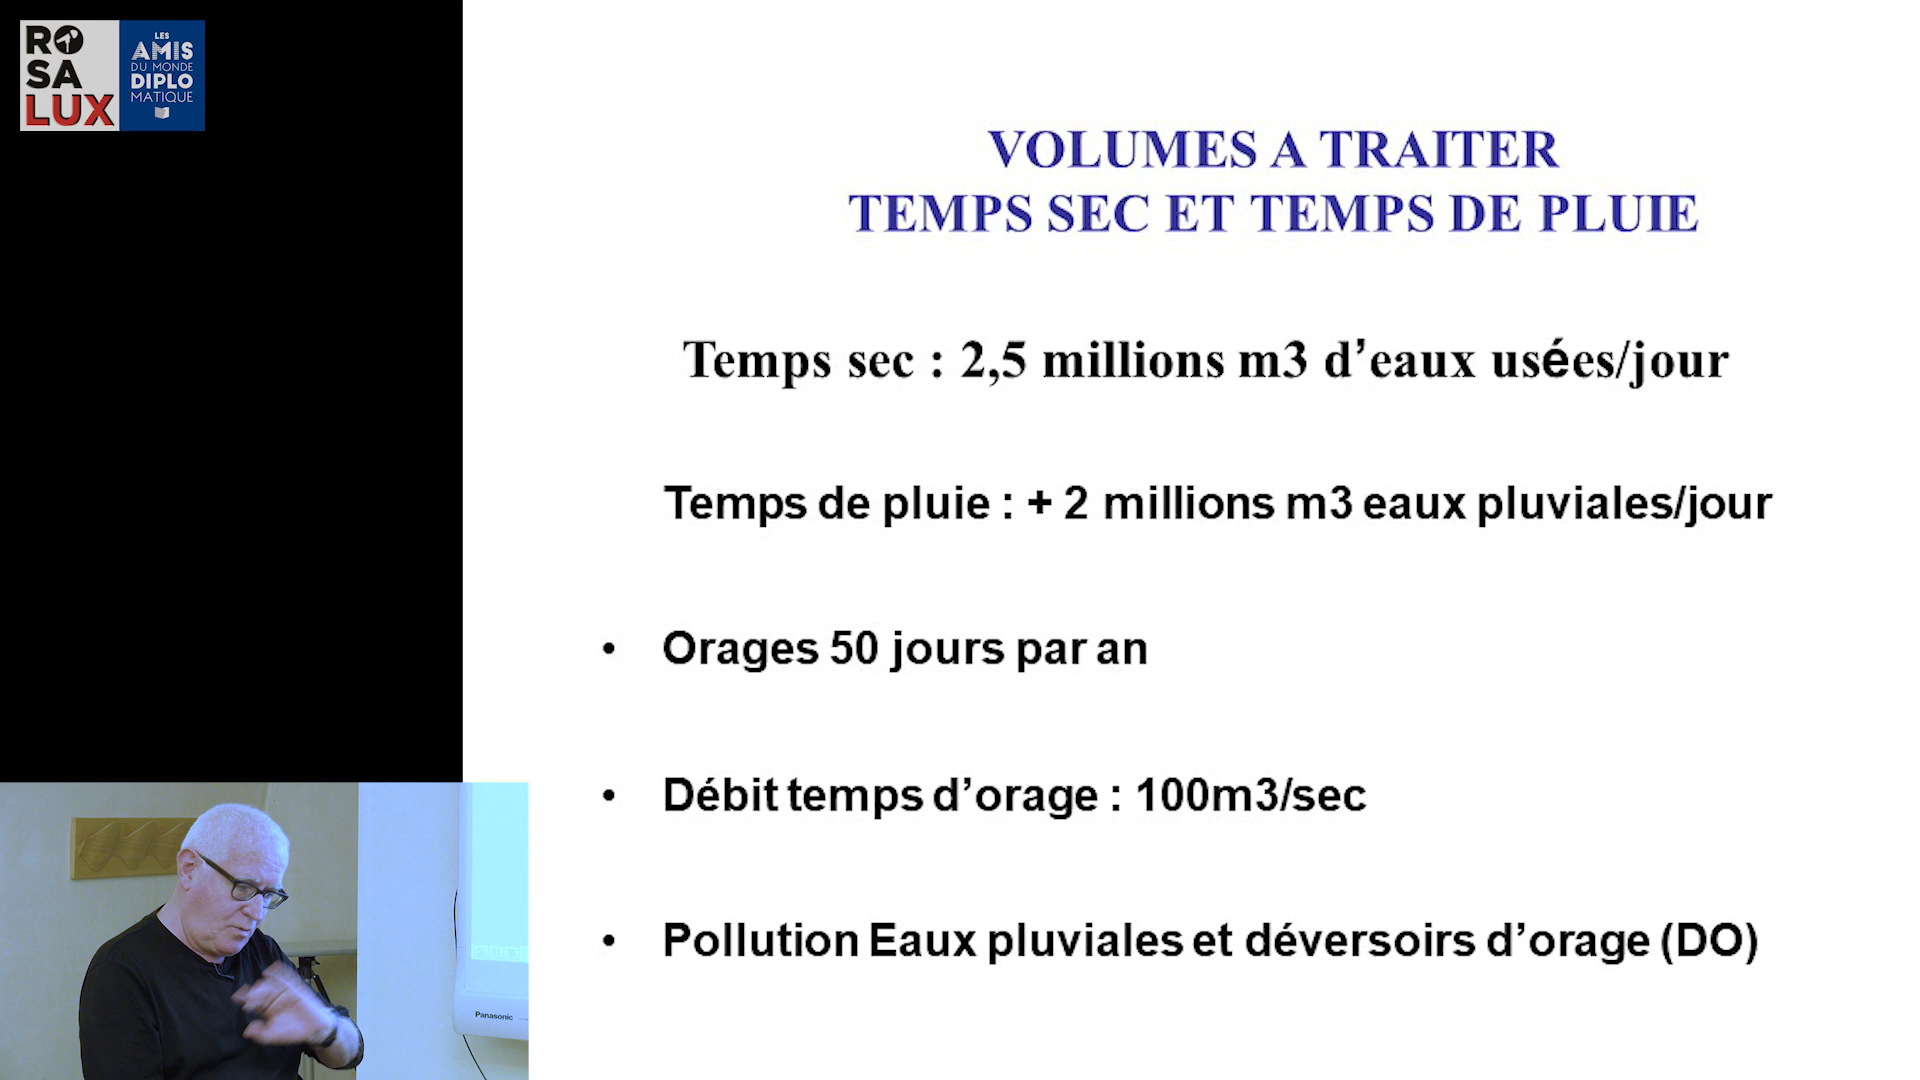 RO
SA
LUX
LES
AMIS
DU MONDE
DIPLO
MATIQUE
VOLUMES A TRAITER
TEMPS SEC ET TEMPS DE PLUIE
Temps sec : 2,5 millions m3 d’eaux usées/jour
Temps de pluie : + 2 millions m3 eaux pluviales/jour
• Orages 50 jours par an
• Débit temps d’orage : 100m3/sec
• Pollution Eaux pluviales et déversoirs d’orage (DO)
Panasonic